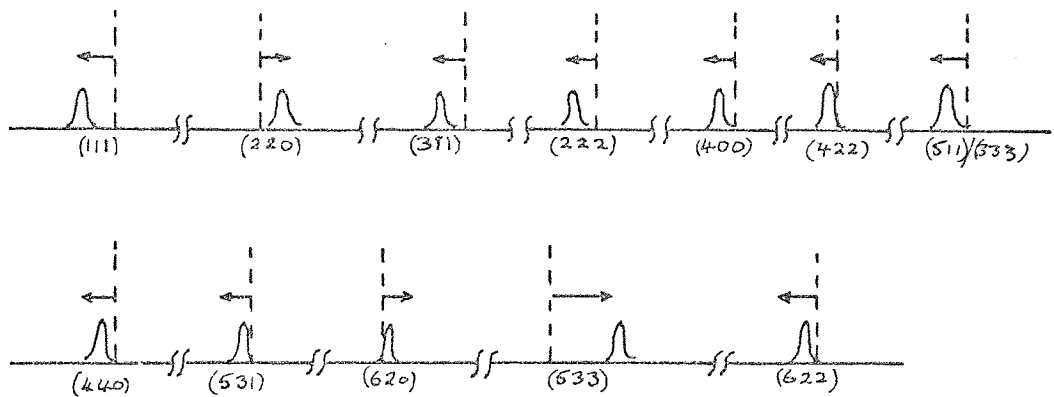 (111) (220) (311) (222) (400) (422) (511)/(333)
(440) (531) (620) (533) (622)